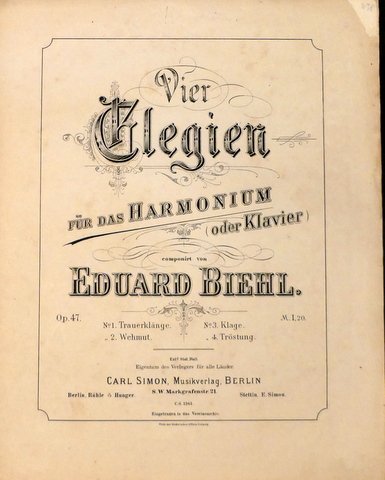 Vier
Elegien
FÜR DAS HARMONIUM
(oder Klavier)
componirt von
EDUARD BIEHL.
Op. 47. No 1. Trauerklänge. No 3. Klage. M. 1,20.
„ 2. Wehmut. „ 4. Tröstung.
Eigentum des Verlegers für alle Länder.
CARL SIMON, Musikverlag, BERLIN
S.W Markgrafenstr. 21.
Berlin, Rühle & Hunger. Stettin, E. Simon.
Eingetragen in das Vereinsarchiv.